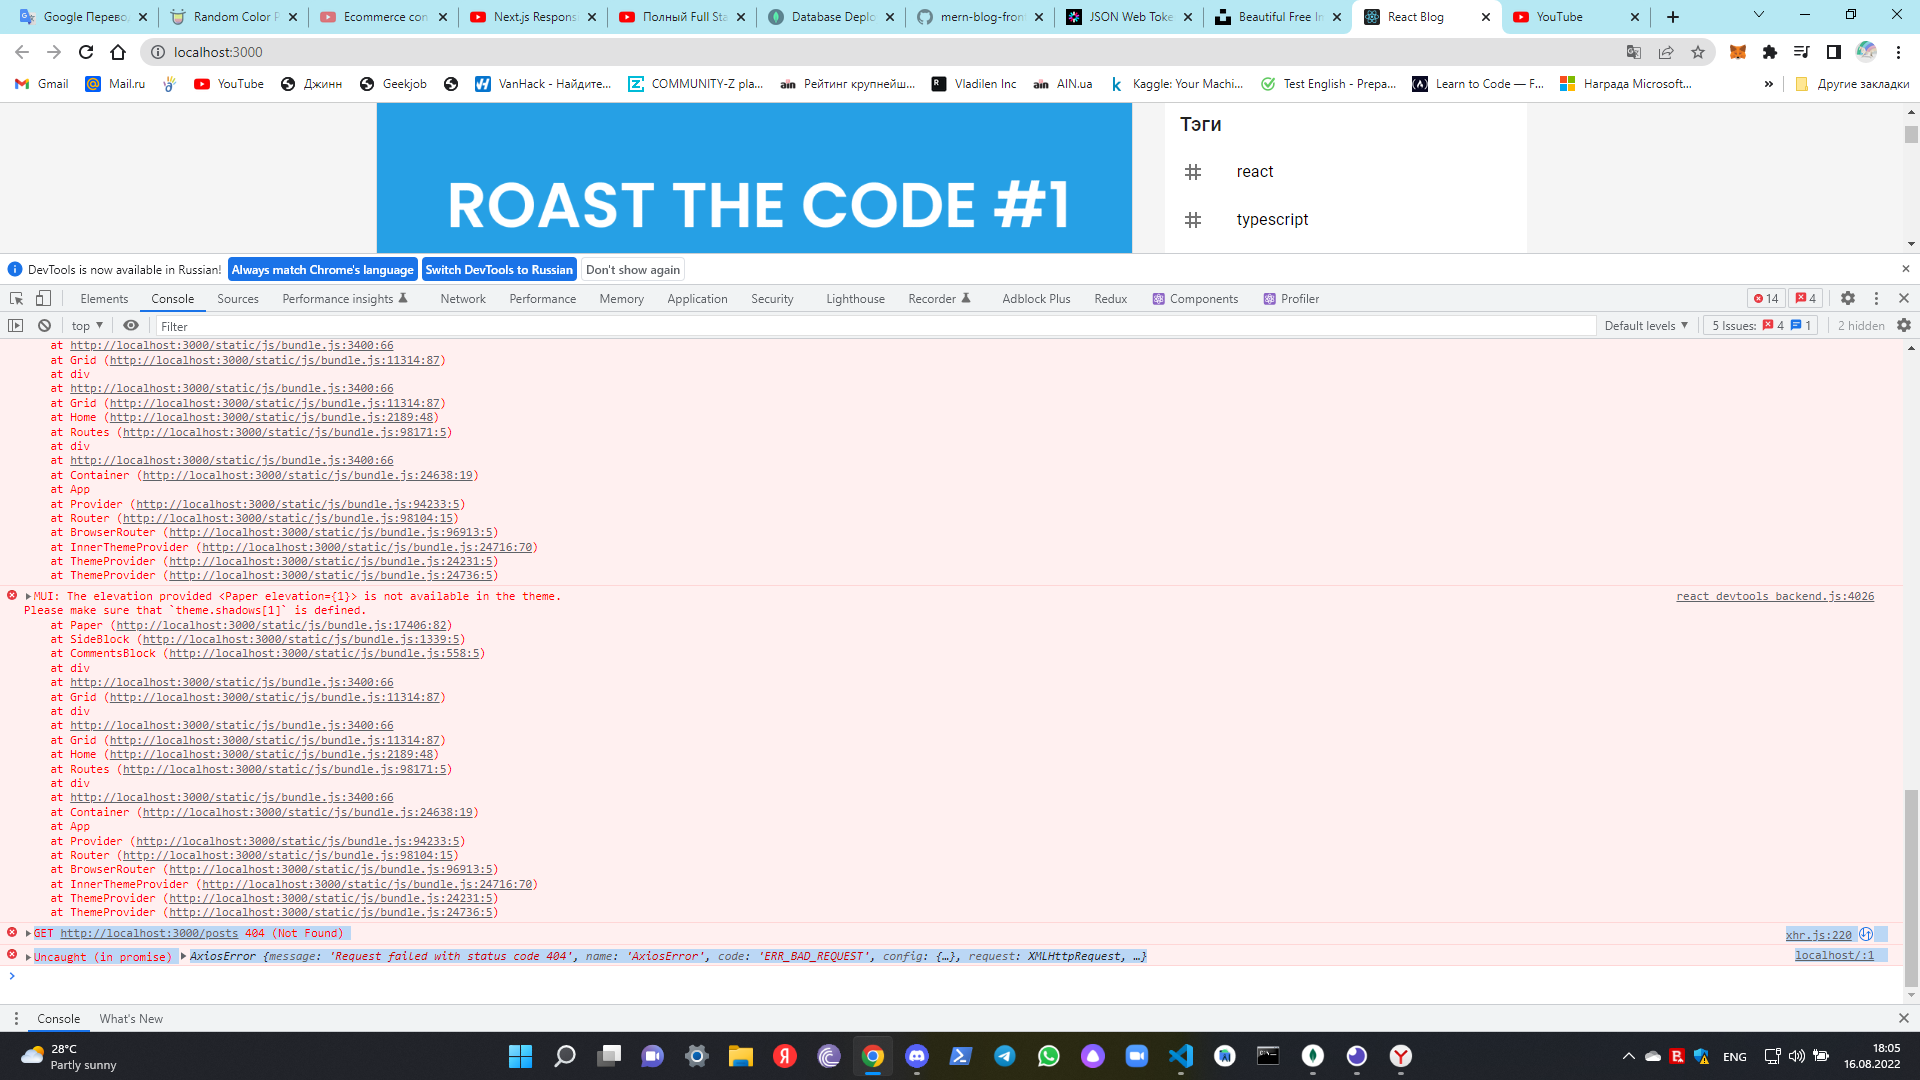 Google Перево
Random Color P
Ecommerce con
Next.js Respons
Полный Full Sta
Database Deplo
mern-blog-fron
JSON Web Toke
Beautiful Free Im
React Blog
YouTube
localhost:3000
Gmail
Mail.ru
YouTube
Джинн
Geekjob
VanHack - Найдите...
COMMUNITY-Z pla...
ain Рейтинг крупнейш...
Vladilen Inc
ain AIN.ua
Kaggle: Your Machi...
Test English - Prepa...
Learn to Code — F...
Награда Microsoft...
»
Другие закладки
ROAST THE CODE #1
Тэги
react
typescript
DevTools is now available in Russian!
Always match Chrome's language
Switch DevTools to Russian
Don't show again
Elements
Console
Sources
Performance insights
Network
Performance
Memory
Application
Security
Lighthouse
Recorder
Adblock Plus
Redux
Components
Profiler
14
4
top
Filter
Default levels
5 Issues: 4 1
2 hidden
at http://localhost:3000/static/js/bundle.js:3400:66
at Grid (http://localhost:3000/static/js/bundle.js:11314:87)
at div
at http://localhost:3000/static/js/bundle.js:3400:66
at Grid (http://localhost:3000/static/js/bundle.js:11314:87)
at Home (http://localhost:3000/static/js/bundle.js:2189:48)
at Routes (http://localhost:3000/static/js/bundle.js:98171:5)
at div
at http://localhost:3000/static/js/bundle.js:3400:66
at Container (http://localhost:3000/static/js/bundle.js:24638:19)
at App
at Provider (http://localhost:3000/static/js/bundle.js:94233:5)
at Router (http://localhost:3000/static/js/bundle.js:98104:15)
at BrowserRouter (http://localhost:3000/static/js/bundle.js:96913:5)
at InnerThemeProvider (http://localhost:3000/static/js/bundle.js:24716:70)
at ThemeProvider (http://localhost:3000/static/js/bundle.js:24231:5)
at ThemeProvider (http://localhost:3000/static/js/bundle.js:24736:5)
MUI: The elevation provided <Paper elevation={1}> is not available in the theme.
react_devtools_backend.js:4026
Please make sure that `theme.shadows[1]` is defined.
at Paper (http://localhost:3000/static/js/bundle.js:17406:82)
at SideBlock (http://localhost:3000/static/js/bundle.js:1339:5)
at CommentsBlock (http://localhost:3000/static/js/bundle.js:558:5)
at div
at http://localhost:3000/static/js/bundle.js:3400:66
at Grid (http://localhost:3000/static/js/bundle.js:11314:87)
at div
at http://localhost:3000/static/js/bundle.js:3400:66
at Grid (http://localhost:3000/static/js/bundle.js:11314:87)
at Home (http://localhost:3000/static/js/bundle.js:2189:48)
at Routes (http://localhost:3000/static/js/bundle.js:98171:5)
at div
at http://localhost:3000/static/js/bundle.js:3400:66
at Container (http://localhost:3000/static/js/bundle.js:24638:19)
at App
at Provider (http://localhost:3000/static/js/bundle.js:94233:5)
at Router (http://localhost:3000/static/js/bundle.js:98104:15)
at BrowserRouter (http://localhost:3000/static/js/bundle.js:96913:5)
at InnerThemeProvider (http://localhost:3000/static/js/bundle.js:24716:70)
at ThemeProvider (http://localhost:3000/static/js/bundle.js:24231:5)
at ThemeProvider (http://localhost:3000/static/js/bundle.js:24736:5)
GET http://localhost:3000/posts 404 (Not Found)
xhr.js:220
Uncaught (in promise) AxiosError {message: 'Request failed with status code 404', name: 'AxiosError', code: 'ERR_BAD_REQUEST', config: {…}, request: XMLHttpRequest, …}
localhost/:1
Console
What's New
28°C
Partly sunny
ENG
18:05
16.08.2022